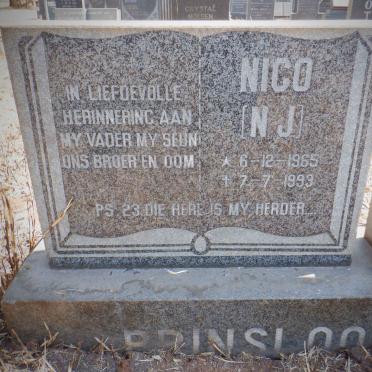 CRYSTAL
IN LIEFDEVOLLE
HERINNERING AAN
MY VADER MY SEUN
ONS BROER EN OOM
NICO
[N J]
★ 6-12-1965
✝ 7-7-1993
PS. 23. DIE HERE IS MY HERDER...
PRINSLOO